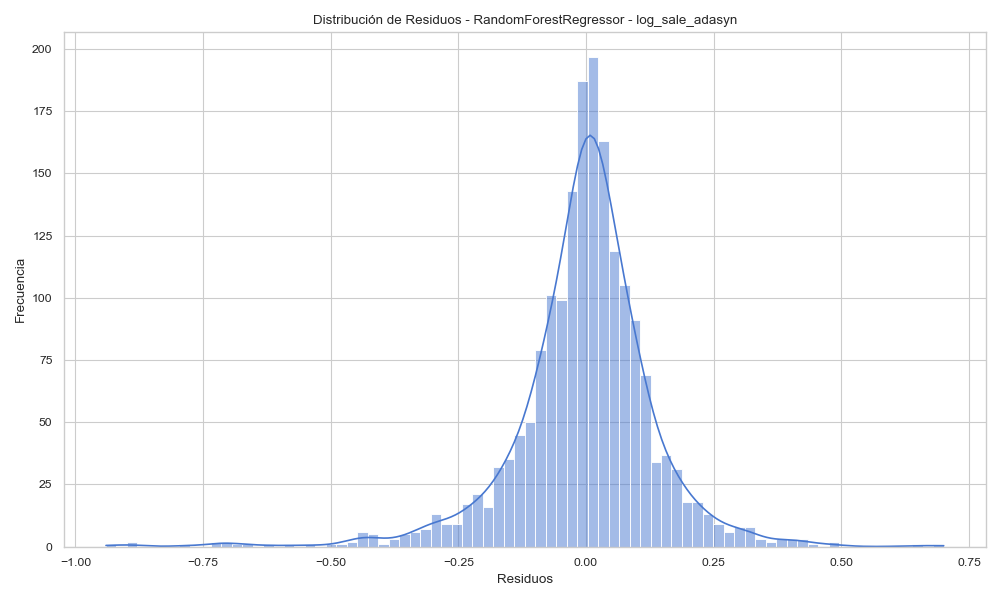 Distribución de Residuos - RandomForestRegressor - log_sale_adasyn
200
175
150
125
100
75
50
25
0
Frecuencia
−1.00 −0.75 −0.50 −0.25 0.00 0.25 0.50 0.75
Residuos